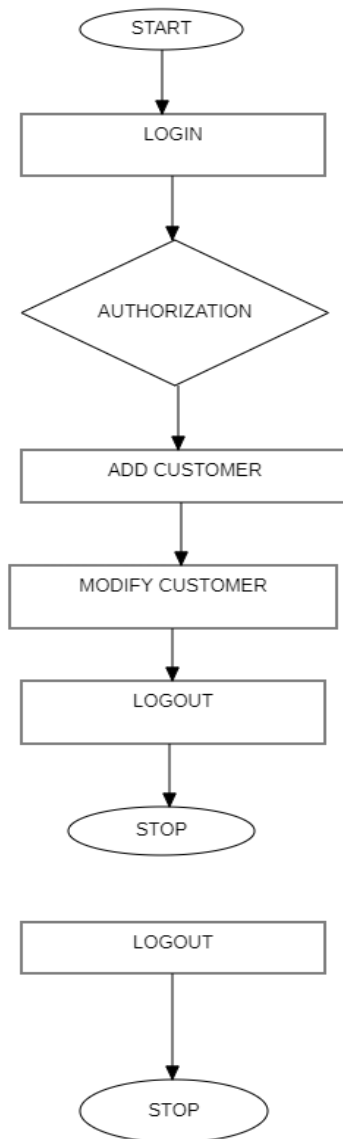 START
LOGIN
AUTHORIZATION
ADD CUSTOMER
MODIFY CUSTOMER
LOGOUT
STOP
LOGOUT
STOP